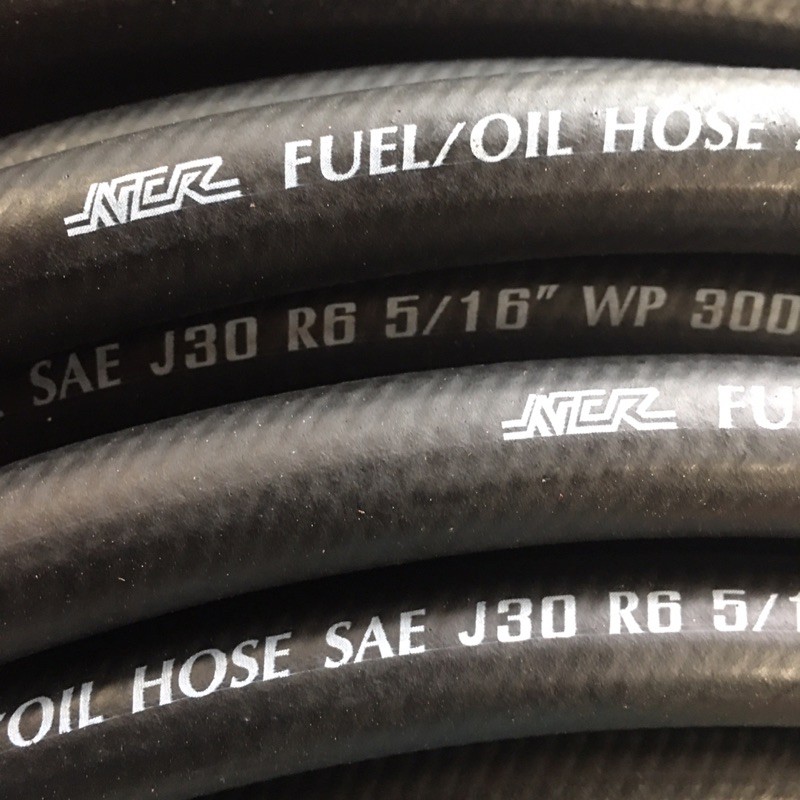 INTER FUEL/OIL HOSE
SAE J30 R6 5/16" WP 300
INTER FU
/OIL HOSE SAE J30 R6 5/1